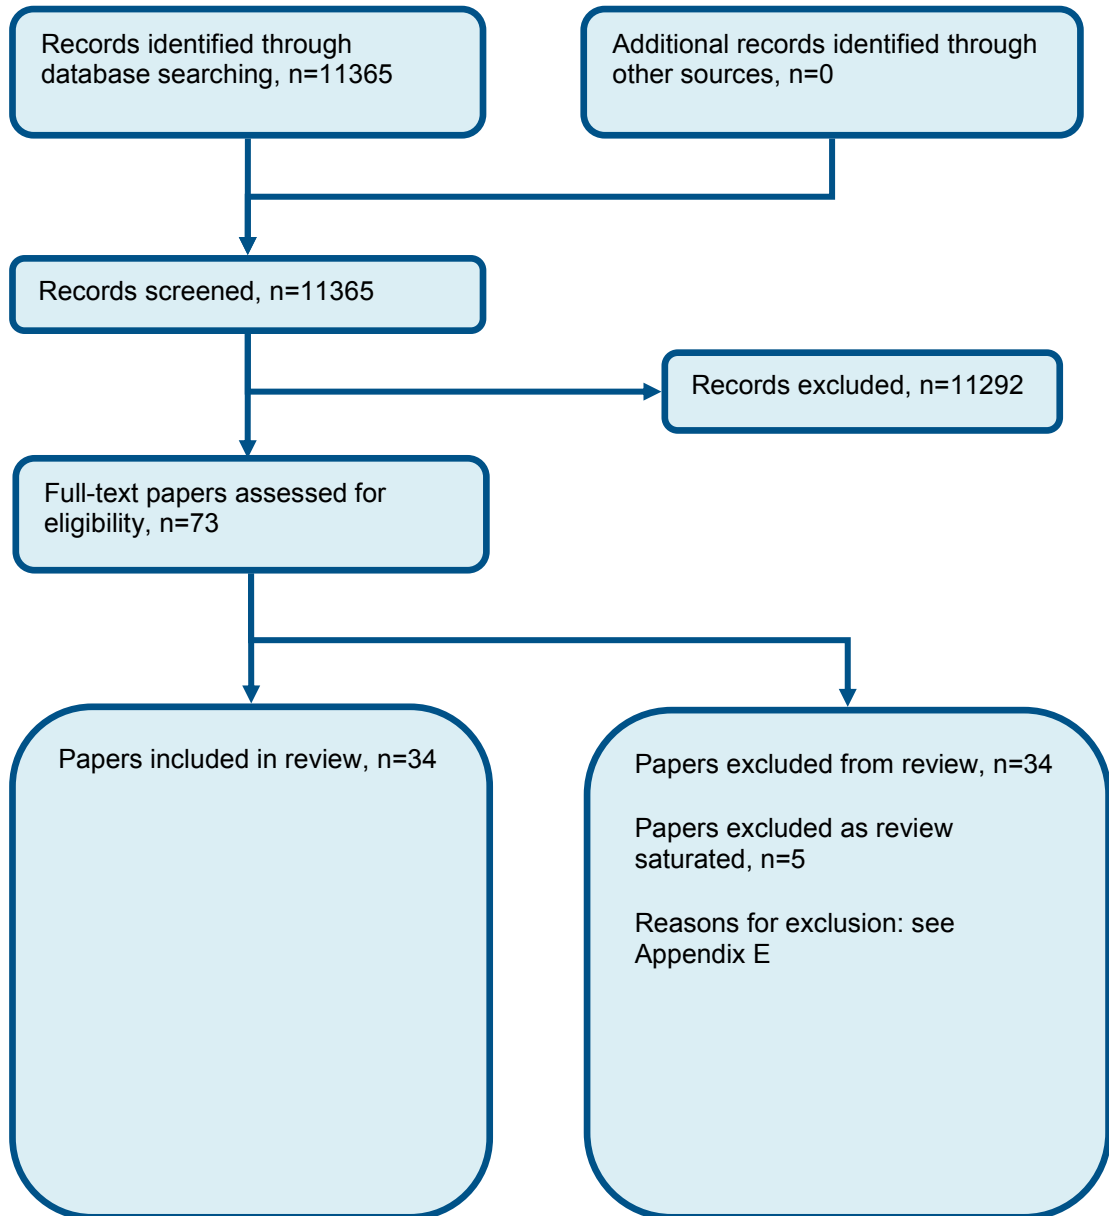 Records identified through
database searching, n=11365
Additional records identified through
other sources, n=0
Records screened, n=11365
Records excluded, n=11292
Full-text papers assessed for
eligibility, n=73
Papers included in review, n=34
Papers excluded from review, n=34
Papers excluded as review
saturated, n=5
Reasons for exclusion: see
Appendix E